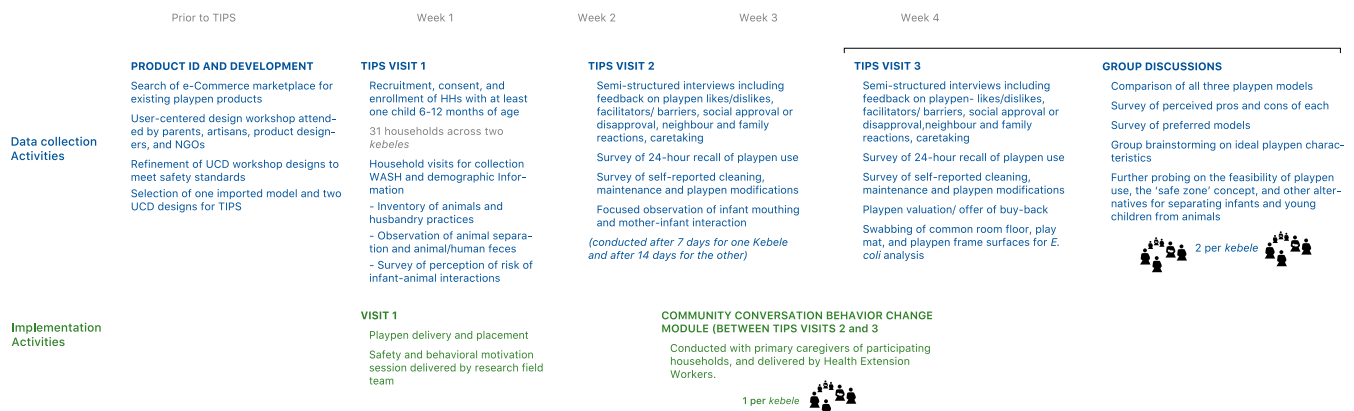 Prior to TIPS
Week 1
Week 2
Week 3
Week 4
Data collection
Activities
PRODUCT ID AND DEVELOPMENT
Search of e-Commerce marketplace for
existing playpen products
User-centered design workshop attend-
ed by parents, artisans, product design-
ers, and NGOs
Refinement of UCD workshop designs to
meet safety standards
Selection of one imported model and two
UCD designs for TIPS
TIPS VISIT 1
Recruitment, consent, and
enrollment of HHs with at least
one child 6-12 months of age
31 households across two
kebeles
Household visits for collection
WASH and demographic Infor-
mation
- Inventory of animals and
husbandry practices
- Observation of animal separa-
tion and animal/human feces
- Survey of perception of risk of
infant-animal interactions
TIPS VISIT 2
Semi-structured interviews including
feedback on playpen likes/dislikes,
facilitators/ barriers, social approval or
disapproval, neighbour and family
reactions, caretaking
Survey of 24-hour recall of playpen use
Survey of self-reported cleaning,
maintenance and playpen modifications
Focused observation of infant mouthing
and mother-infant interaction
(conducted after 7 days for one Kebele
and after 14 days for the other)
TIPS VISIT 3
Semi-structured interviews including
feedback on playpen- likes/dislikes,
facilitators/ barriers, social approval or
disapproval,neighbour and family
reactions, caretaking
Survey of 24-hour recall of playpen use
Survey of self-reported cleaning,
maintenance and playpen modifications
Playpen valuation/ offer of buy-back
Swabbing of common room floor, play
mat, and playpen frame surfaces for E.
coli analysis
GROUP DISCUSSIONS
Comparison of all three playpen models
Survey of perceived pros and cons of each
Survey of preferred models
Group brainstorming on ideal playpen charac-
teristics
Further probing on the feasibility of playpen
use, the ‘safe zone’ concept, and other alter-
natives for separating infants and young
children from animals
2 per kebele
Implementation
Activities
VISIT 1
Playpen delivery and placement
Safety and behavioral motivation
session delivered by research field
team
COMMUNITY CONVERSATION BEHAVIOR CHANGE
MODULE (BETWEEN TIPS VISITS 2 and 3
Conducted with primary caregivers of participating
households, and delivered by Health Extension
Workers.
1 per kebele